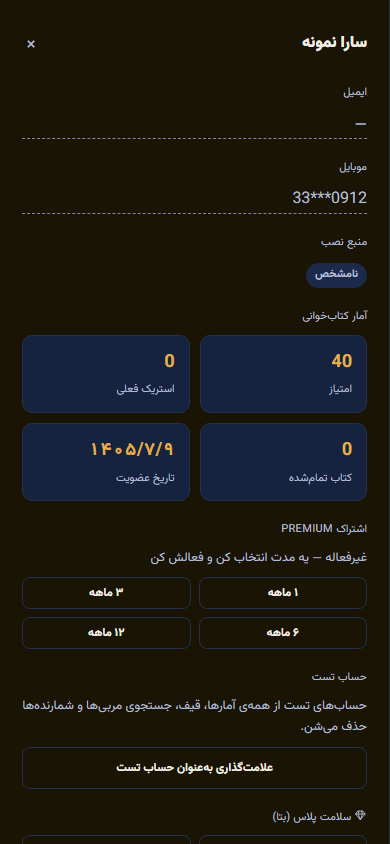 سارا نمونه
×
ایمیل
—
موبایل
0912***33
منبع نصب
نامشخص
آمار کتاب‌خوانی
40
امتیاز
0
استریک فعلی
0
کتاب تمام‌شده
۱۴۰۵/۷/۹
تاریخ عضویت
اشتراک PREMIUM
غیرفعاله — یه مدت انتخاب کن و فعالش کن
۱ ماهه
۳ ماهه
۶ ماهه
۱۲ ماهه
حساب تست
حساب‌های تست از همه‌ی آمارها، قیف، جستجوی مربی‌ها و شمارنده‌ها
حذف می‌شن.
علامت‌گذاری به‌عنوان حساب تست
سلامت پلاس (بتا)